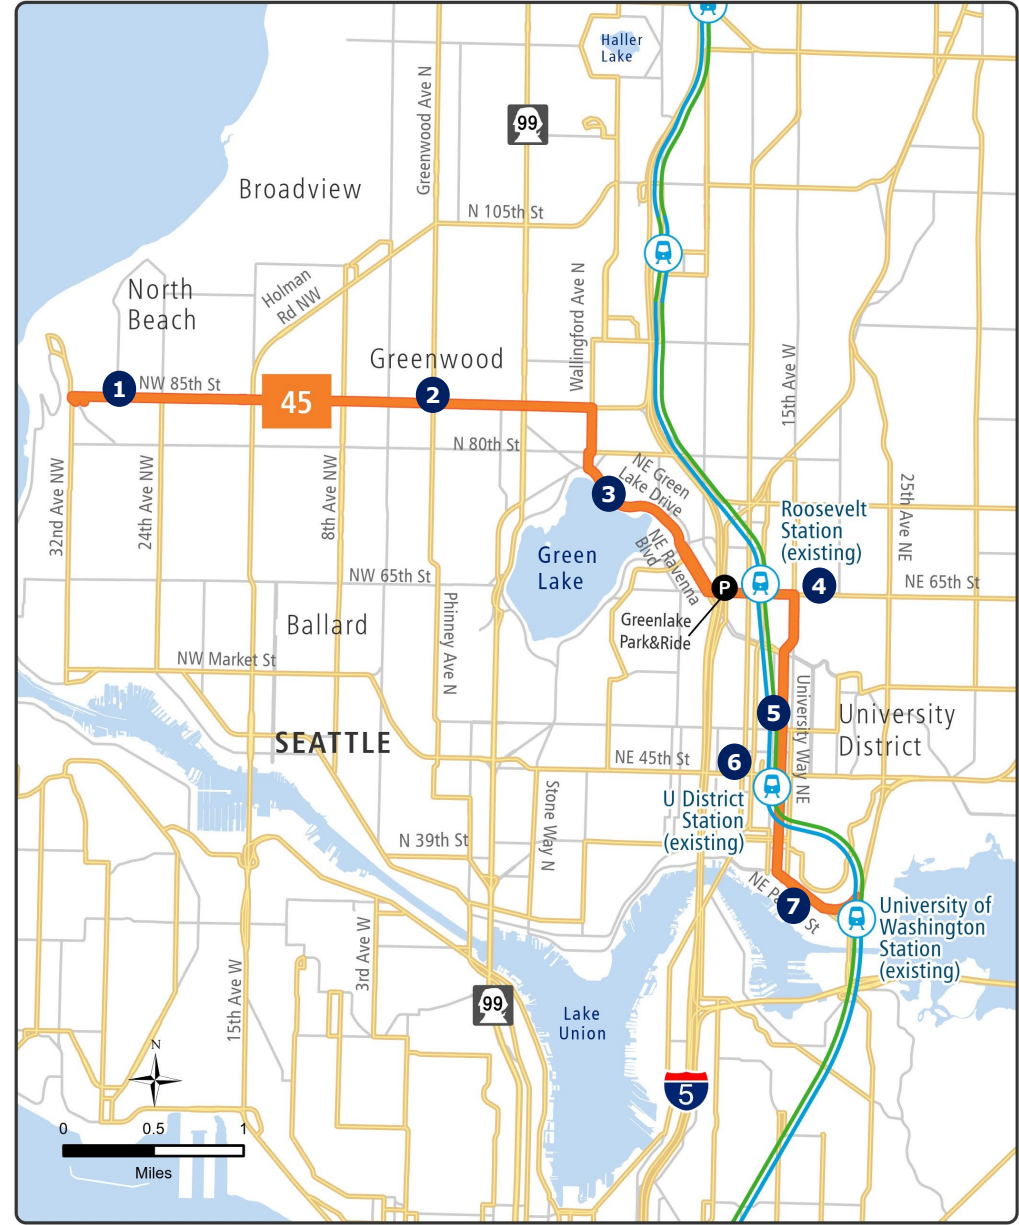 Haller
Lake
Greenwood Ave N
99
Broadview
N 105th St
North
Beach
Holman
Rd NW
Wallingford Ave N
Greenwood
15th Ave W
1
NW 85th St
45
2
N 80th St
32nd Ave NW
24th Ave NW
8th Ave NW
3
NE Green
Lake Drive
25th Ave NE
Roosevelt
Station
(existing)
Green
Lake
NE Ravenna
Blvd
NW 65th St
P
4
NE 65th St
Phinney Ave N
Ballard
Greenlake
Park&Ride
NW Market St
University Way NE
5
University
District
SEATTLE
NE 45th St
6
Stone Way N
U District
Station
(existing)
N 39th St
NE Pa
St
7
University of
Washington
Station
(existing)
3rd Ave W
15th Ave W
99
Lake
Union
N
5
0
0.5
1
Miles